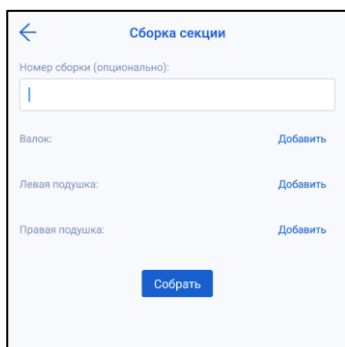 Сборка секции
Номер сборки (опционально):
Валок: Добавить
Левая подушка: Добавить
Правая подушка: Добавить
Собрать